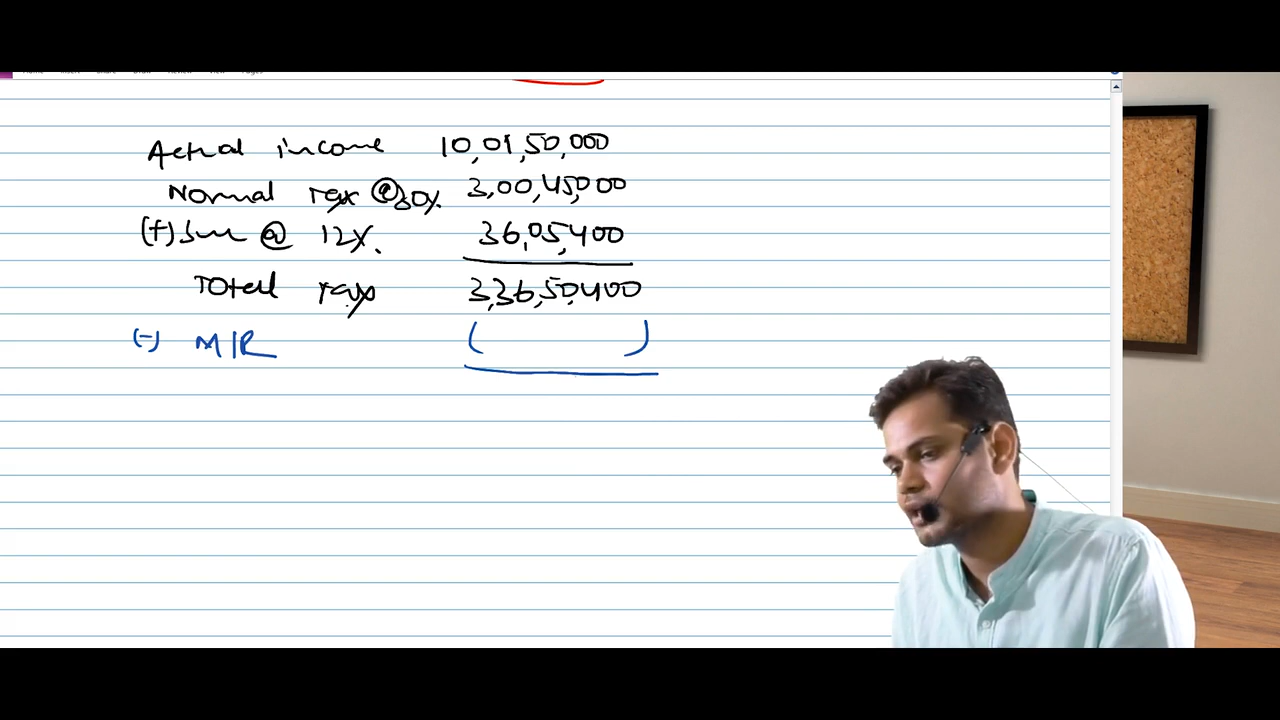 Actual income 10,01,50,000
Normal Tax @30% 3,00,45,000
(+) Sur @ 12% 36,05,400
Total Tax 3,36,50,400
(-) M/R ( )